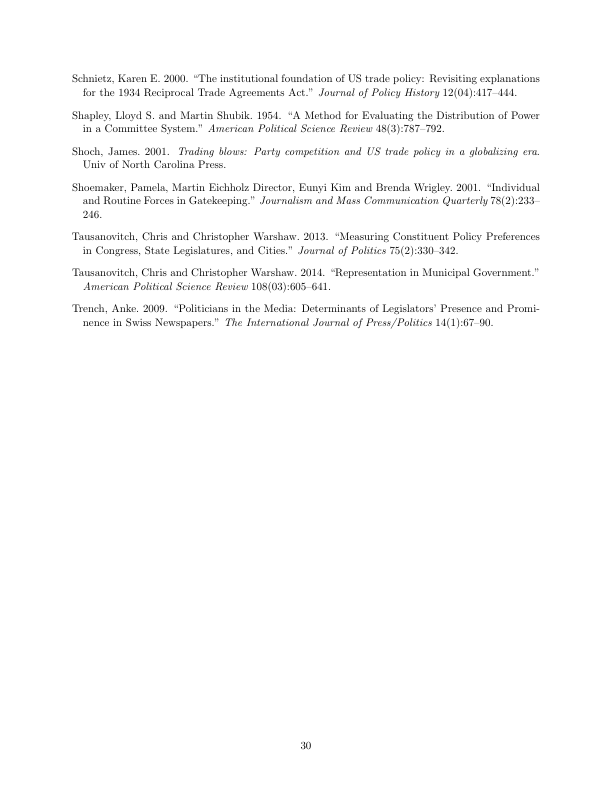 Schnietz, Karen E. 2000. “The institutional foundation of US trade policy: Revisiting explanations
for the 1934 Reciprocal Trade Agreements Act.” Journal of Policy History 12(04):417–444.
Shapley, Lloyd S. and Martin Shubik. 1954. “A Method for Evaluating the Distribution of Power
in a Committee System.” American Political Science Review 48(3):787–792.
Shoch, James. 2001. Trading blows: Party competition and US trade policy in a globalizing era.
Univ of North Carolina Press.
Shoemaker, Pamela, Martin Eichholz Director, Eunyi Kim and Brenda Wrigley. 2001. “Individual
and Routine Forces in Gatekeeping.” Journalism and Mass Communication Quarterly 78(2):233–
246.
Tausanovitch, Chris and Christopher Warshaw. 2013. “Measuring Constituent Policy Preferences
in Congress, State Legislatures, and Cities.” Journal of Politics 75(2):330–342.
Tausanovitch, Chris and Christopher Warshaw. 2014. “Representation in Municipal Government.”
American Political Science Review 108(03):605–641.
Trench, Anke. 2009. “Politicians in the Media: Determinants of Legislators’ Presence and Promi-
nence in Swiss Newspapers.” The International Journal of Press/Politics 14(1):67–90.
30